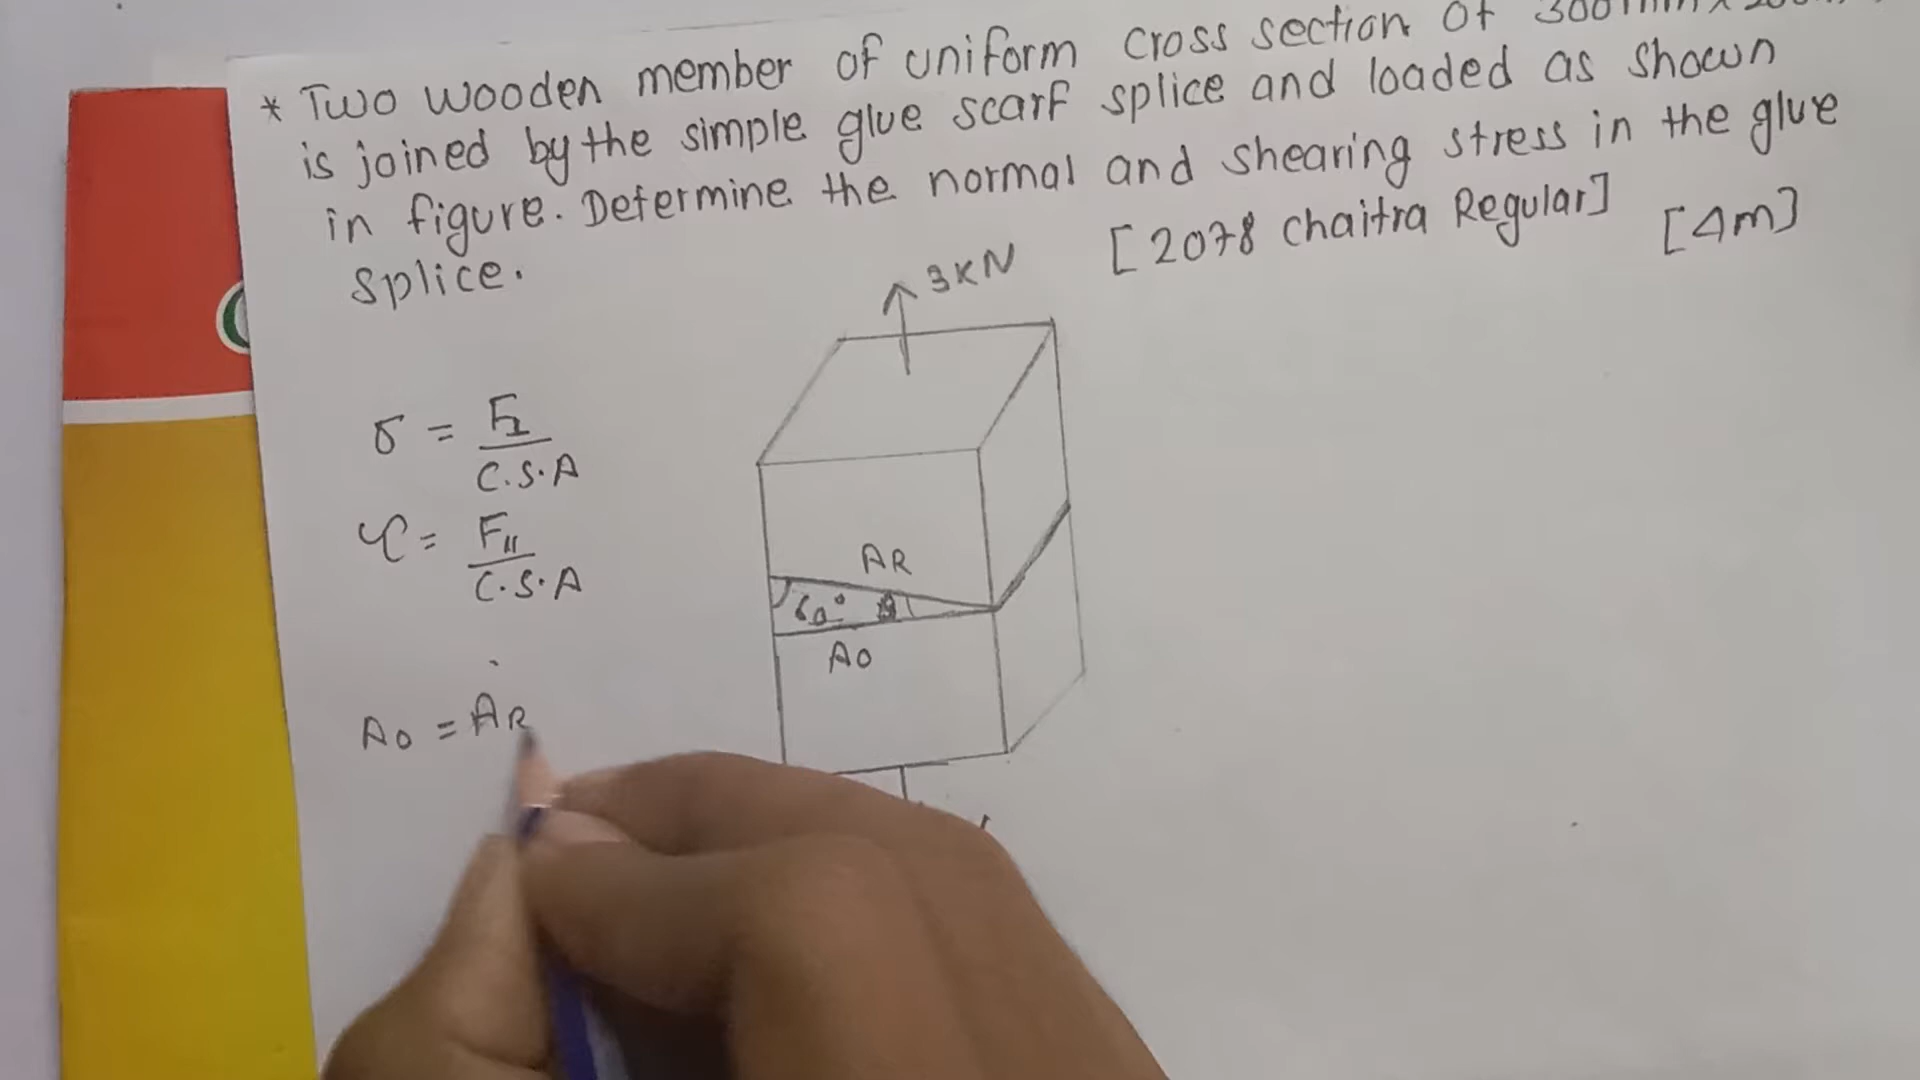 * Two wooden member of uniform cross section of 300mm x
is joined by the simple glue scarf splice and loaded as shown
in figure. Determine the normal and shearing stress in the glue
splice. [2078 chaitra Regular] [4m]
3KN
σ = F⊥
C.S.A
τ = F||
C.S.A
AR
60°
AO
AO = AR